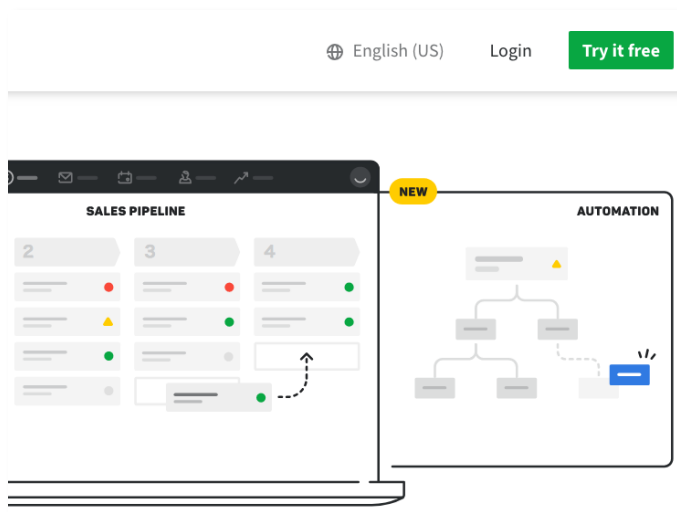 English (US) Login Try it free
NEW
SALES PIPELINE AUTOMATION
2 3 4